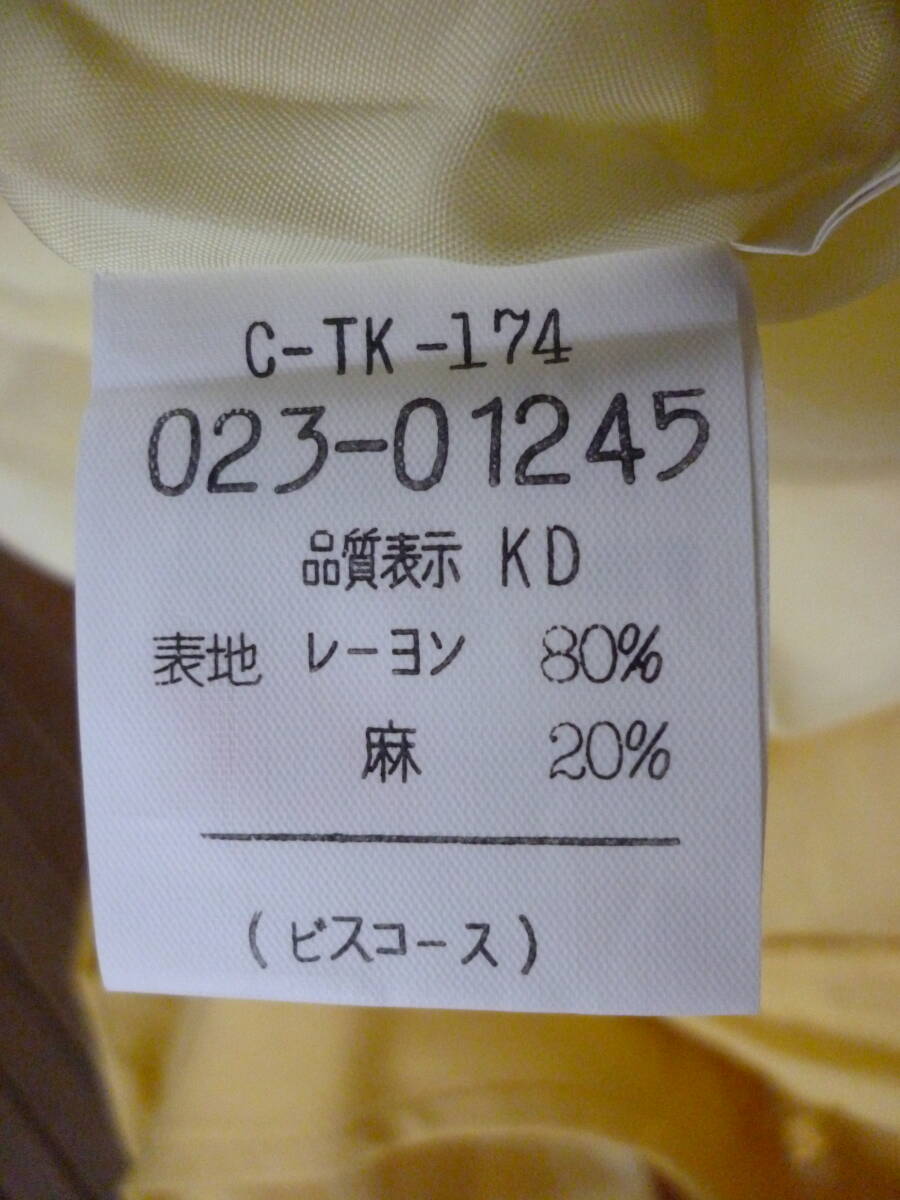 C-TK-174
023-01245
品質表示 KD
表地 レーヨン 80%
麻 20%
(ビスコース)